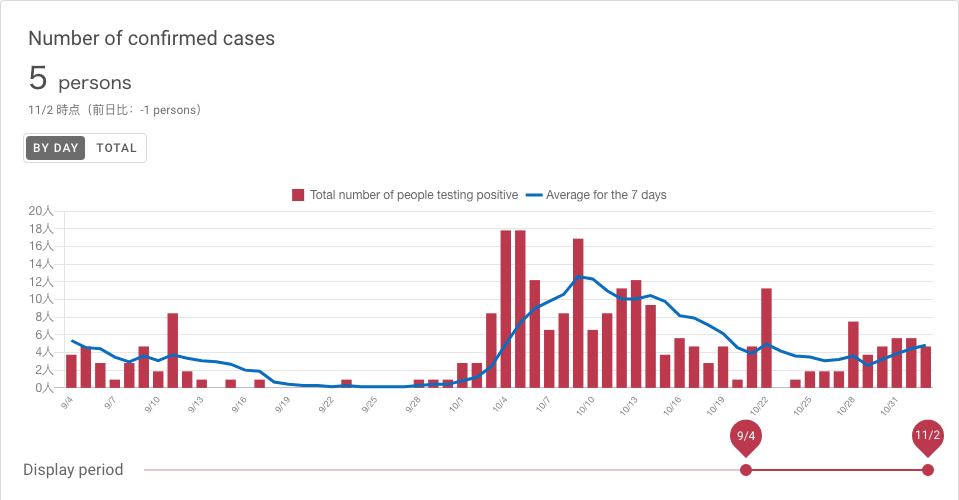 Number of confirmed cases
5 persons
11/2 時点（前日比：-1 persons）
BY DAY TOTAL
Total number of people testing positive Average for the 7 days
20人
18人
16人
14人
12人
10人
8人
6人
4人
2人
0人
9/4 9/7 9/10 9/13 9/16 9/19 9/22 9/25 9/28 10/1 10/4 10/7 10/10 10/13 10/16 10/19 10/22 10/25 10/28 10/31
9/4 11/2
Display period